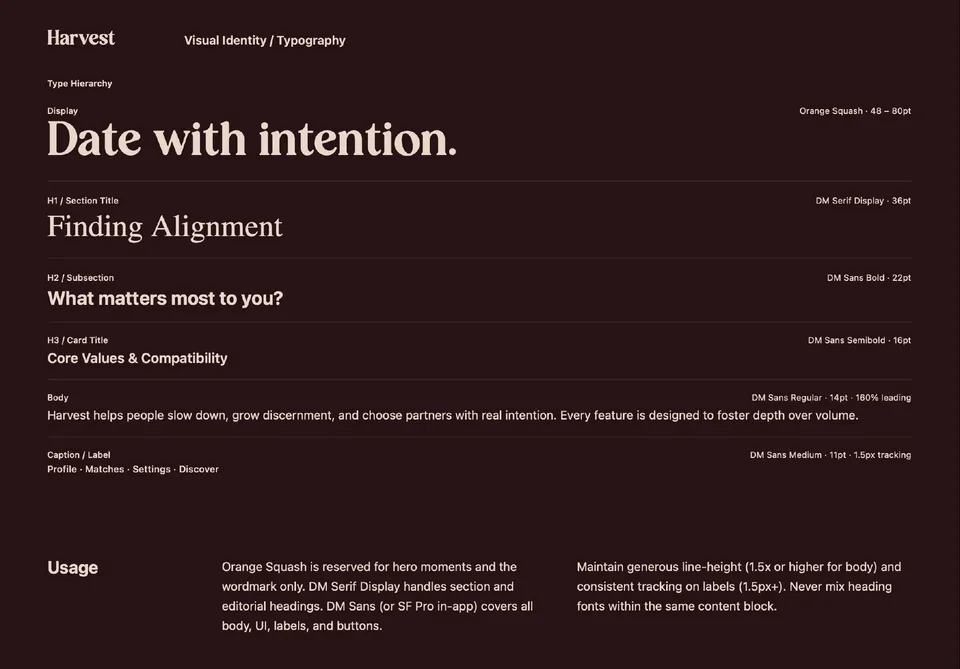 Harvest
Visual Identity / Typography
Type Hierarchy
Display
Orange Squash · 48 – 80pt
Date with intention.
H1 / Section Title
DM Serif Display · 36pt
Finding Alignment
H2 / Subsection
DM Sans Bold · 22pt
What matters most to you?
H3 / Card Title
DM Sans Semibold · 16pt
Core Values & Compatibility
Body
DM Sans Regular · 14pt · 160% leading
Harvest helps people slow down, grow discernment, and choose partners with real intention. Every feature is designed to foster depth over volume.
Caption / Label
DM Sans Medium · 11pt · 1.5px tracking
Profile · Matches · Settings · Discover
Usage
Orange Squash is reserved for hero moments and the
wordmark only. DM Serif Display handles section and
editorial headings. DM Sans (or SF Pro in-app) covers all
body, UI, labels, and buttons.
Maintain generous line-height (1.5x or higher for body) and
consistent tracking on labels (1.5px+). Never mix heading
fonts within the same content block.